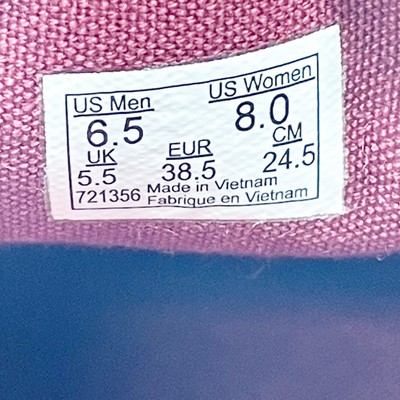 US Men US Women
6.5 8.0
UK EUR CM
5.5 38.5 24.5
721356 Made in Vietnam
Fabrique en Vietnam